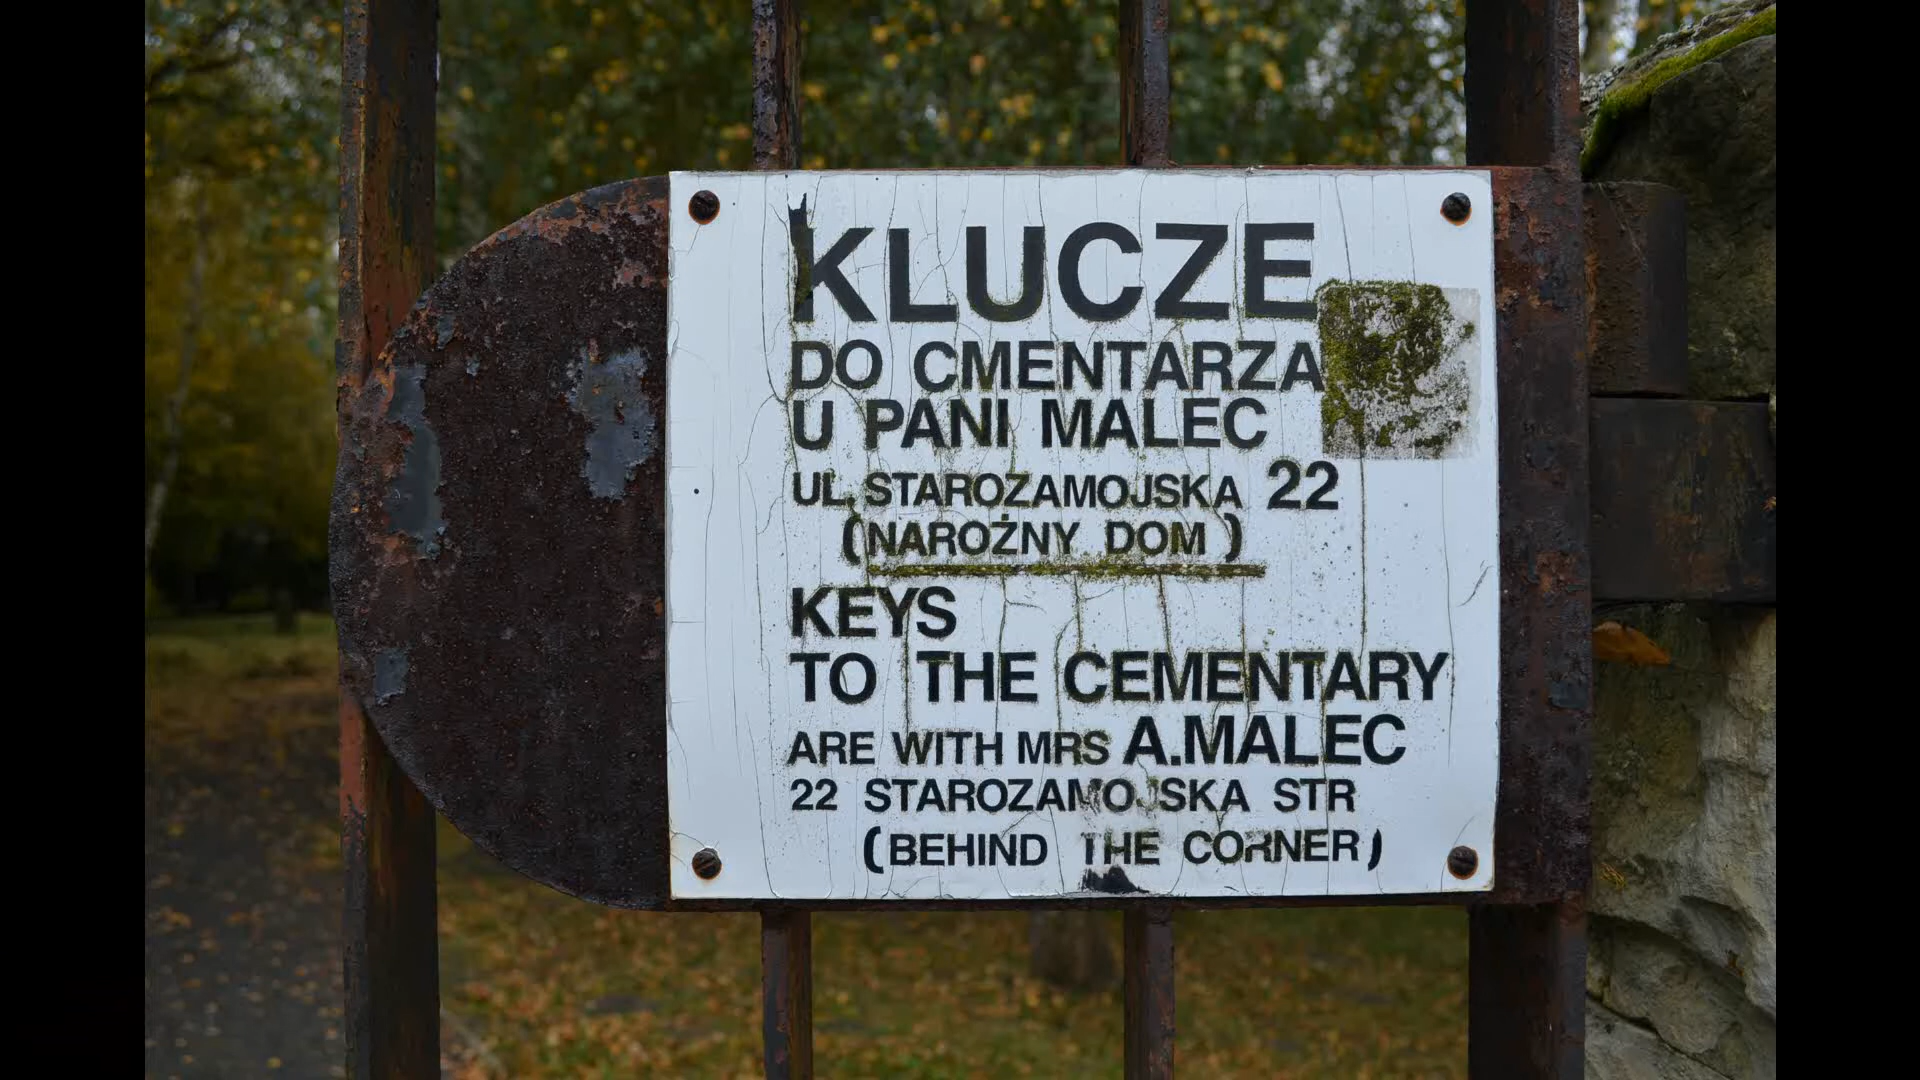 KLUCZE
DO CMENTARZA
U PANI MALEC
UL. STAROZAMOJSKA 22
(NAROŻNY DOM)
KEYS
TO THE CEMENTARY
ARE WITH MRS A.MALEC
22 STAROZAMOJSKA STR
(BEHIND THE CORNER)